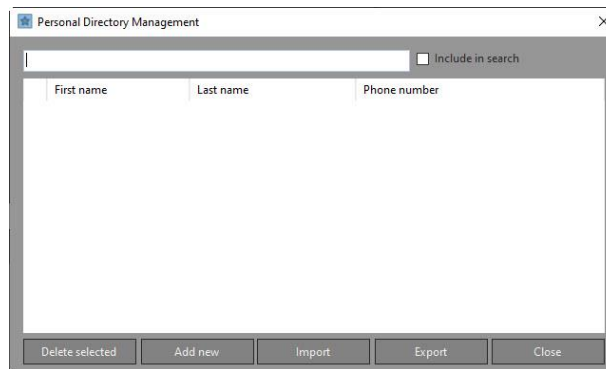 Personal Directory Management
Include in search
First name Last name Phone number
Delete selected Add new Import Export Close